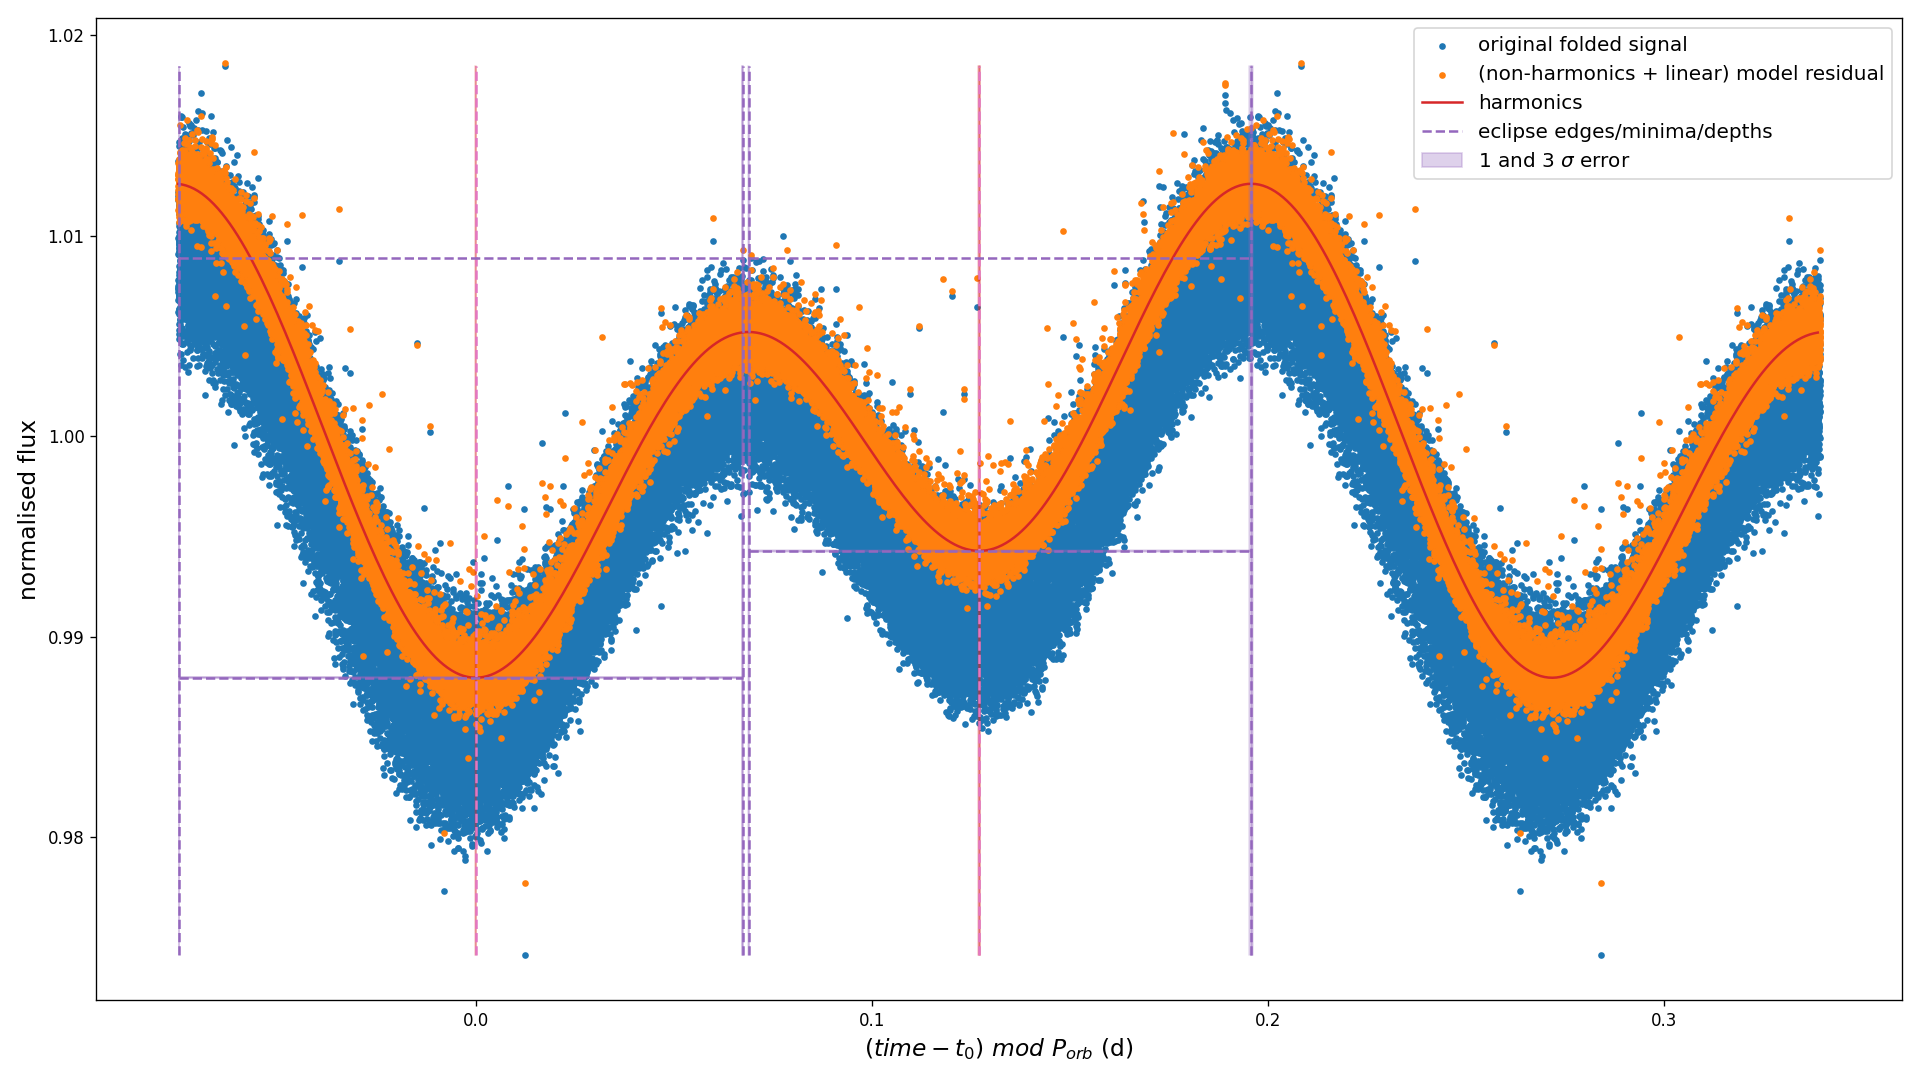 1.02
1.01
1.00
0.99
0.98
normalised flux
original folded signal
(non-harmonics + linear) model residual
harmonics
eclipse edges/minima/depths
1 and 3 σ error
0.0 0.1 0.2 0.3
(time − t₀) mod P_orb (d)